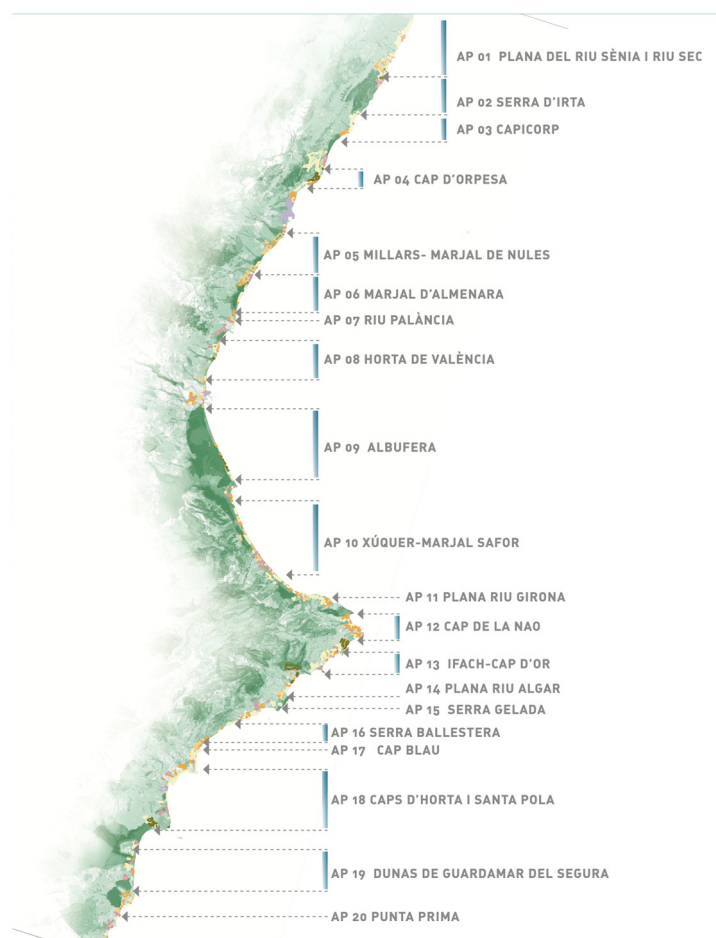 AP 01 PLANA DEL RIU SÈNIA I RIU SEC
AP 02 SERRA D'IRTA
AP 03 CAPICORP
AP 04 CAP D'ORPESA
AP 05 MILLARS- MARJAL DE NULES
AP 06 MARJAL D'ALMENARA
AP 07 RIU PALÀNCIA
AP 08 HORTA DE VALÈNCIA
AP 09 ALBUFERA
AP 10 XÚQUER-MARJAL SAFOR
AP 11 PLANA RIU GIRONA
AP 12 CAP DE LA NAO
AP 13 IFACH-CAP D'OR
AP 14 PLANA RIU ALGAR
AP 15 SERRA GELADA
AP 16 SERRA BALLESTERA
AP 17 CAP BLAU
AP 18 CAPS D'HORTA I SANTA POLA
AP 19 DUNAS DE GUARDAMAR DEL SEGURA
AP 20 PUNTA PRIMA